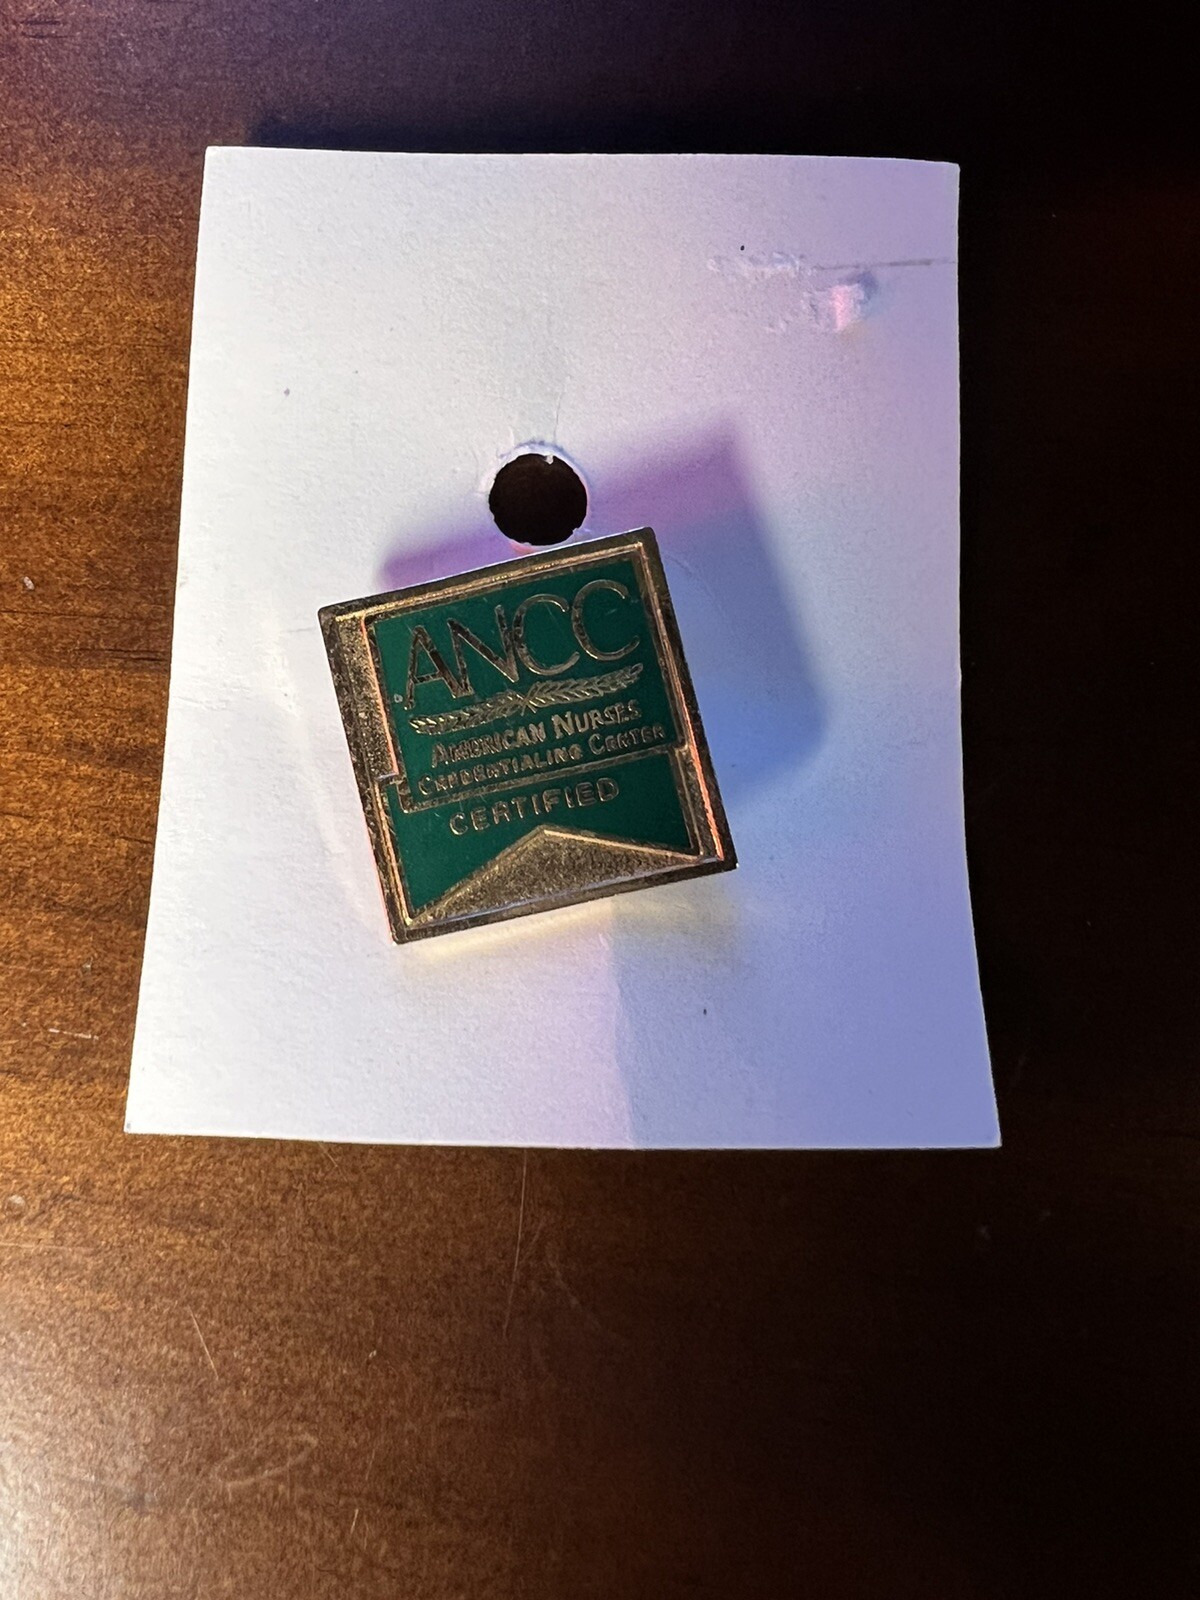 ANCC
AMERICAN NURSES
CREDENTIALING CENTER
CERTIFIED